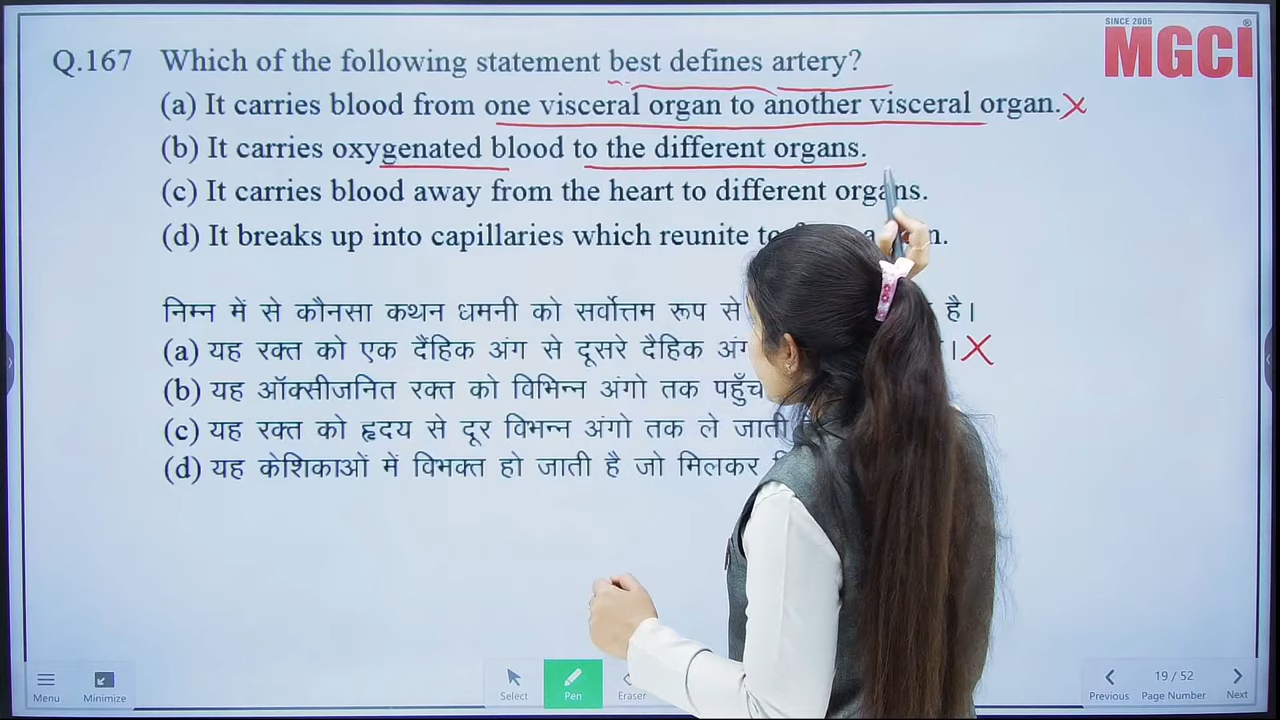 SINCE 2005
MGCI
Q.167 Which of the following statement best defines artery?
(a) It carries blood from one visceral organ to another visceral organ.
(b) It carries oxygenated blood to the different organs.
(c) It carries blood away from the heart to different organs.
(d) It breaks up into capillaries which reunite to
निम्न में से कौनसा कथन धमनी को सर्वोत्तम रूप से है।
(a) यह रक्त को एक दैहिक अंग से दूसरे दैहिक अंग
(b) यह ऑक्सीजनित रक्त को विभिन्न अंगो तक
(c) यह रक्त को हृदय से दूर विभन्न अंगो तक ले जाती
(d) यह केशिकाओं में विभक्त हो जाती है जो मिलकर
Menu
Minimize
Select
Pen
Eraser
Previous
19 / 52
Page Number
Next